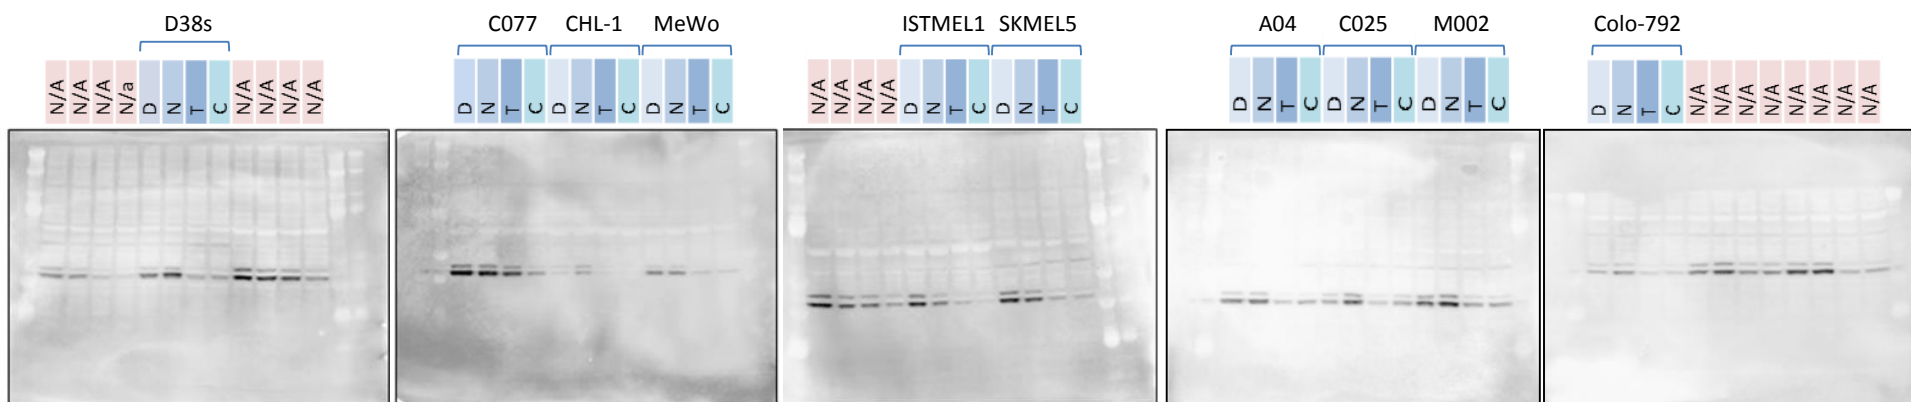 D38s C077 CHL-1 MeWo ISTMEL1 SKMEL5 A04 C025 M002 Colo-792
N/A N/A N/A N/a D N T C N/A N/A N/A N/A D N T C D N T C D N T C N/A N/A N/A N/A D N T C D N T C D N T C D N T C D N T C D N T C N/A N/A N/A N/A N/A N/A N/A N/A